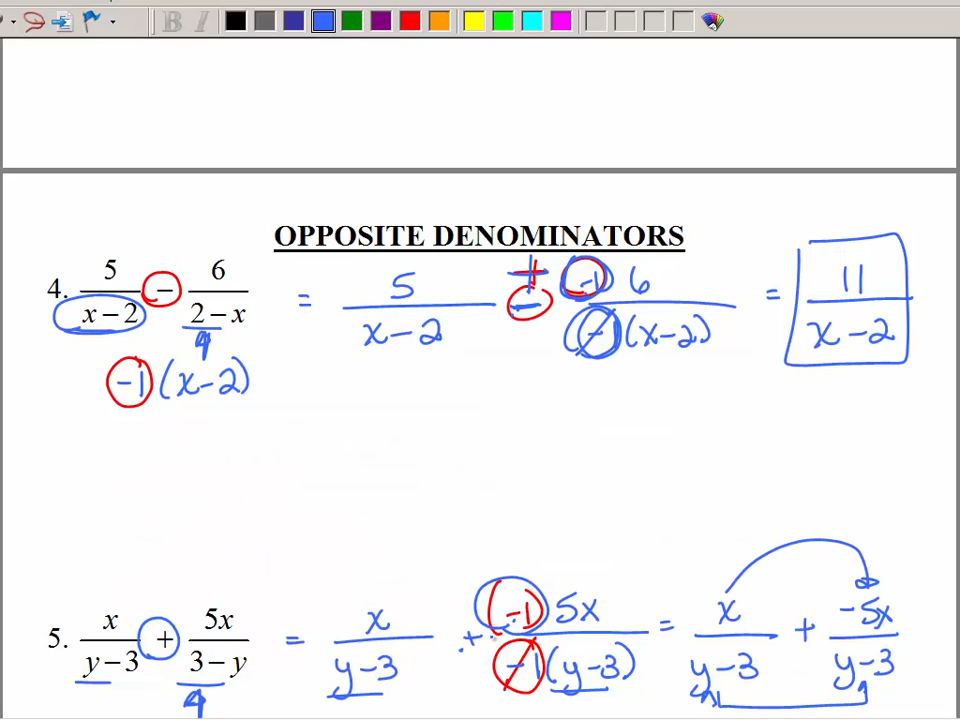 B I U
OPPOSITE DENOMINATORS
4. 5/(x – 2) – 6/(2 – x) = 5/(x – 2) + -1 6/(-1(x – 2)) = 11/(x – 2)
-1 (x – 2)
5. x/(y – 3) + 5x/(3 – y) = x/(y – 3) + (-1) 5x/(-1(y – 3)) = x/(y – 3) + -5x/(y – 3)